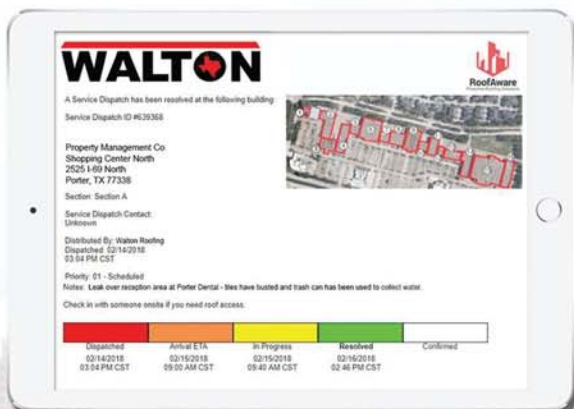 WALTON
RoofAware
A Service Dispatch has been resolved at the following building:
Service Dispatch ID #639368
Property Management Co
Shopping Center North
2525 I-69 North
Porter, TX 77338
Section: Section A
Service Dispatch Contact:
Unknown
Distributed By: Walton Roofing
Dispatched: 02/14/2018
03:04 PM CST
Priority: 01 - Scheduled
Notes: Leak over reception area at Porter Dental - tiles have busted and trash can has been used to collect water.
Check in with someone onsite if you need roof access.
Dispatched Arrival ETA In Progress Resolved Confirmed
02/14/2018 02/15/2018 02/15/2018 02/16/2018
03:04 PM CST 09:00 AM CST 09:40 AM CST 02:46 PM CST